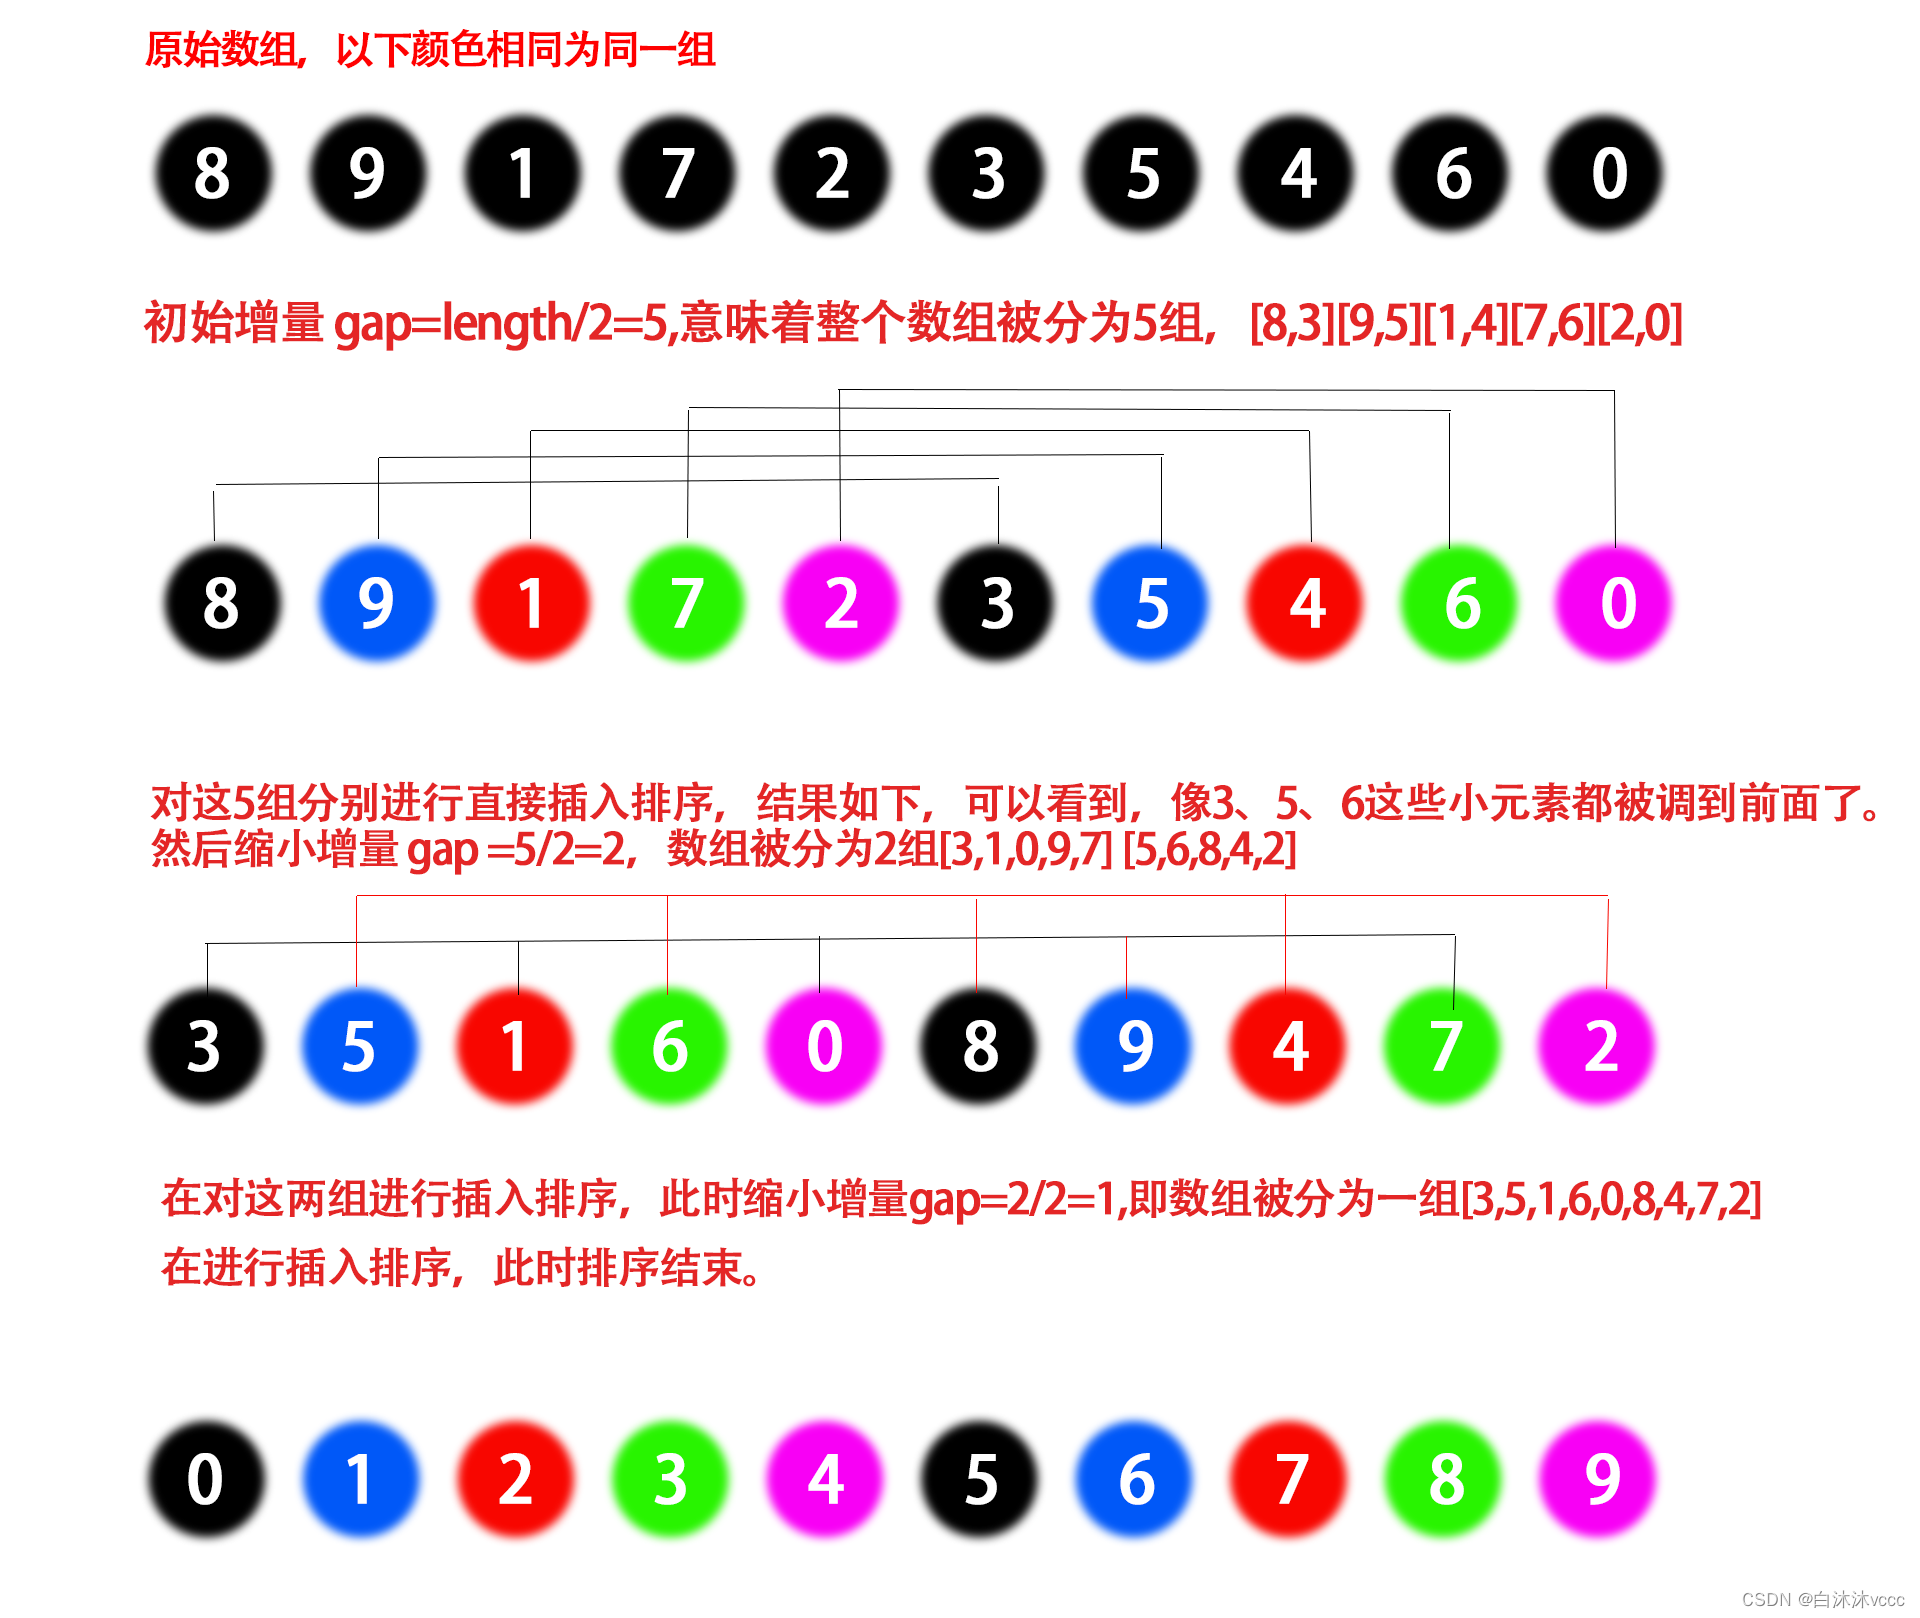 原始数组，以下颜色相同为同一组
8 9 1 7 2 3 5 4 6 0
初始增量 gap=length/2=5,意味着整个数组被分为5组，[8,3][9,5][1,4][7,6][2,0]
8 9 1 7 2 3 5 4 6 0
对这5组分别进行直接插入排序，结果如下，可以看到，像3、5、6这些小元素都被调到前面了。
然后缩小增量 gap =5/2=2，数组被分为2组[3,1,0,9,7] [5,6,8,4,2]
3 5 1 6 0 8 9 4 7 2
在对这两组进行插入排序，此时缩小增量gap=2/2=1,即数组被分为一组[3,5,1,6,0,8,4,7,2]
在进行插入排序，此时排序结束。
0 1 2 3 4 5 6 7 8 9
CSDN @白沐沐vccc